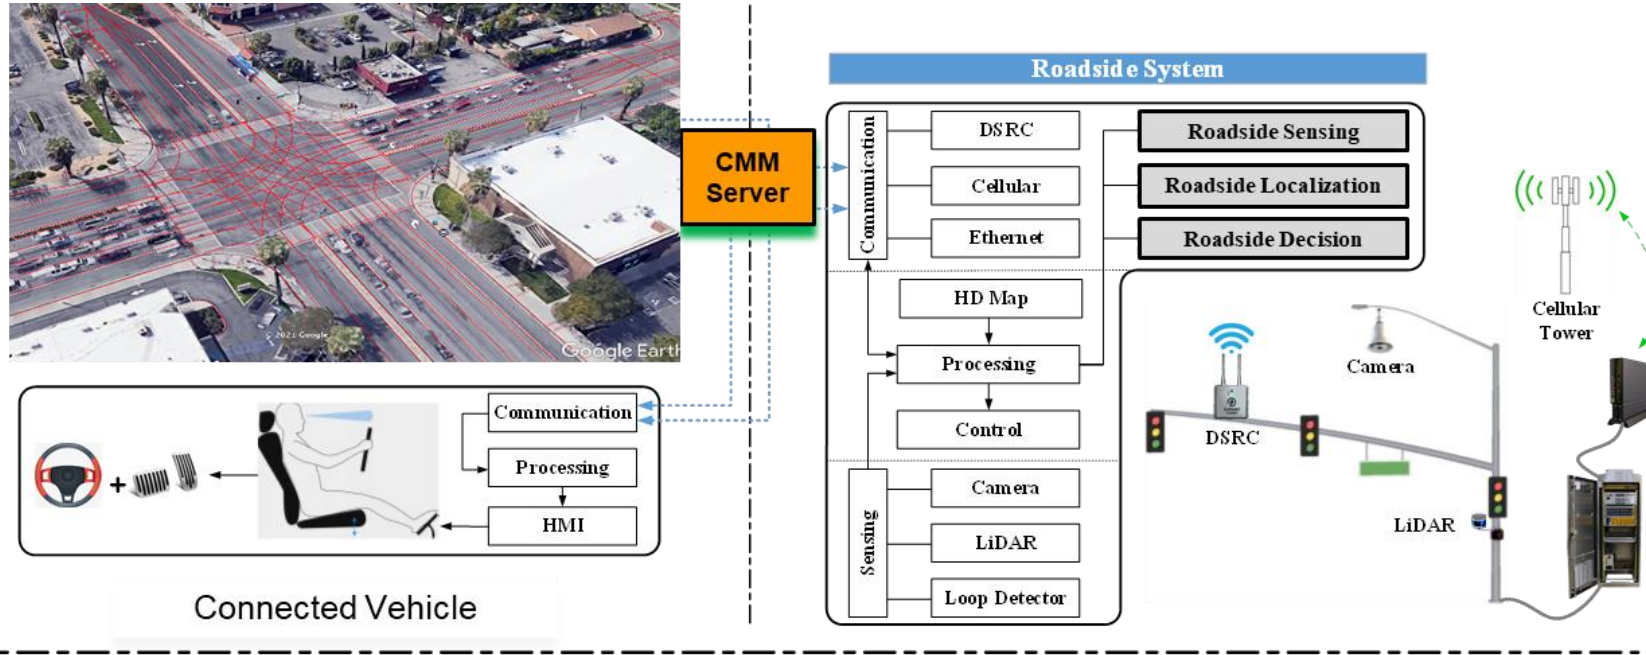 © 2021 Google
Google Earth
CMM
Server
Communication
Processing
HMI
+
Connected Vehicle
Roadside System
Communication
DSRC
Cellular
Ethernet
Roadside Sensing
Roadside Localization
Roadside Decision
HD Map
Processing
Control
Sensing
Camera
LiDAR
Loop Detector
DSRC
Camera
LiDAR
Cellular
Tower